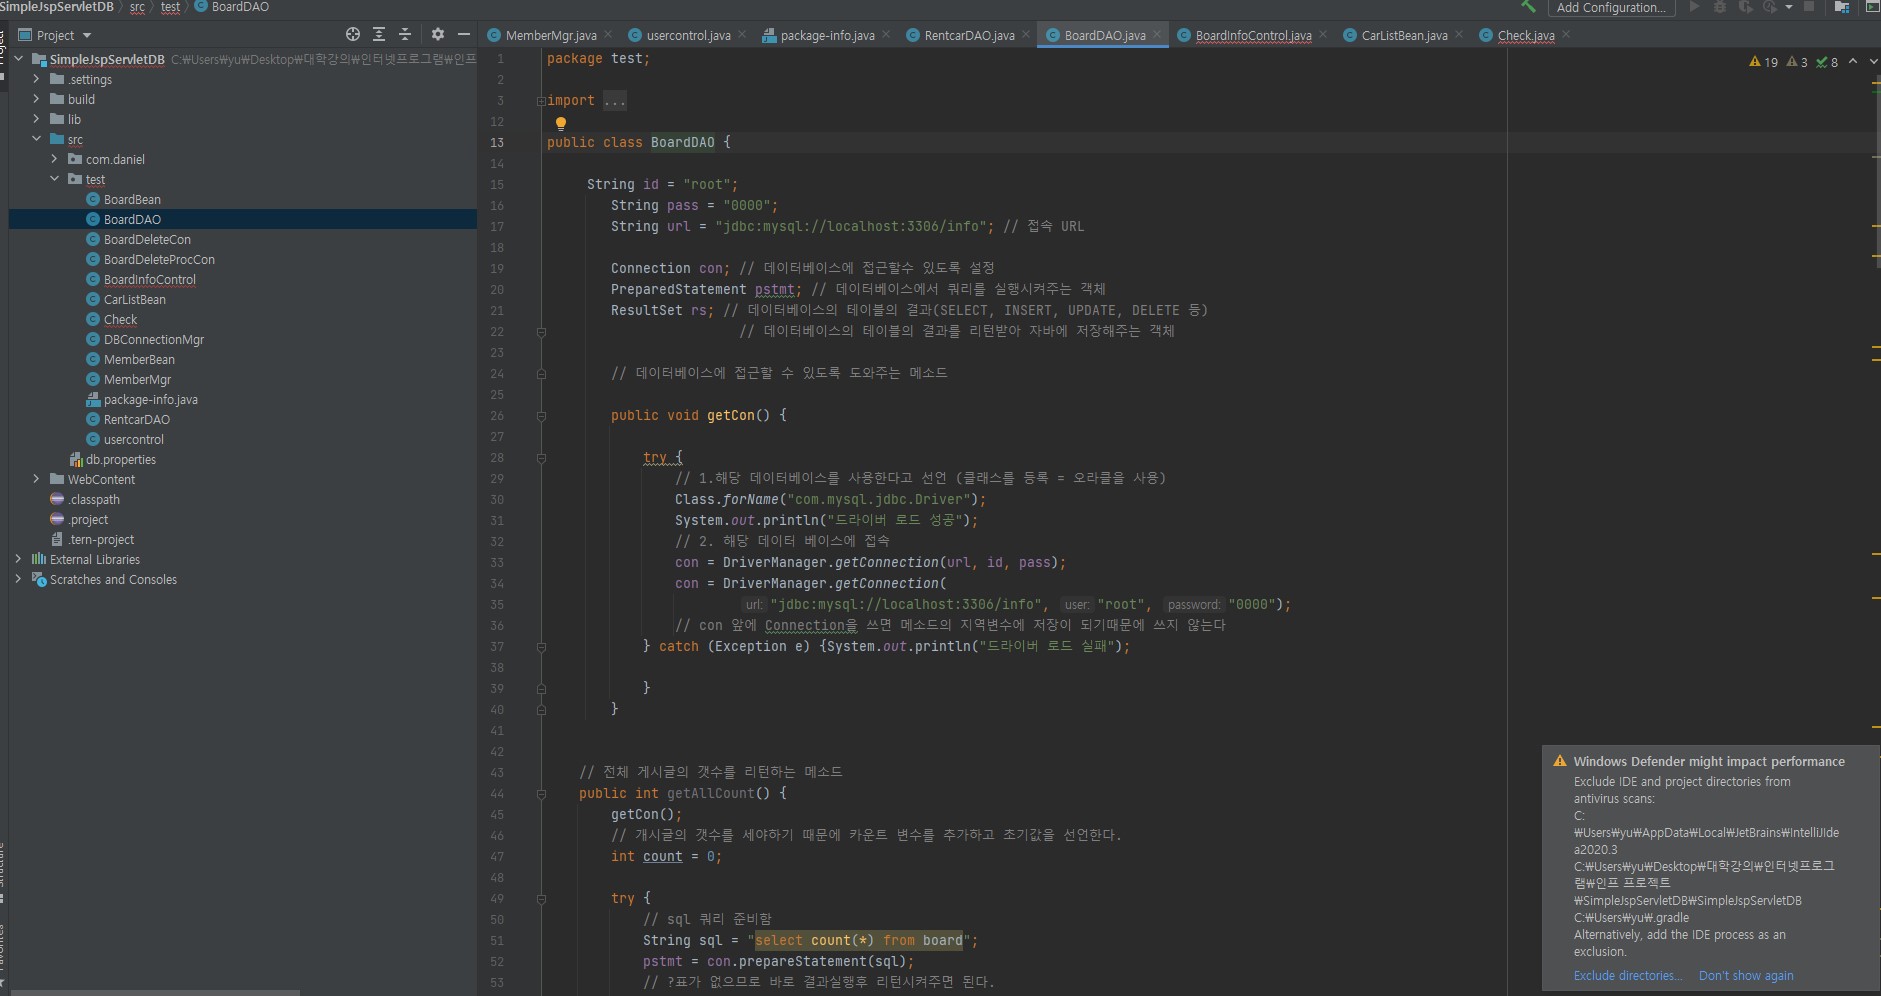 SimpleJspServletDB src test BoardDAO
Add Configuration...
Project
MemberMgr.java usercontrol.java package-info.java RentcarDAO.java BoardDAO.java BoardInfoControl.java CarListBean.java Check.java
SimpleJspServletDB C:\Users\yu\Desktop\대학강의\인터넷프로그램\인프
.settings
build
lib
src
com.daniel
test
BoardBean
BoardDAO
BoardDeleteCon
BoardDeleteProcCon
BoardInfoControl
CarListBean
Check
DBConnectionMgr
MemberBean
MemberMgr
package-info.java
RentcarDAO
usercontrol
db.properties
WebContent
.classpath
.project
.tern-project
External Libraries
Scratches and Consoles
19 3 8
1 package test;
2
3 import ...
12
13 public class BoardDAO {
14
15 String id = "root";
16 String pass = "0000";
17 String url = "jdbc:mysql://localhost:3306/info"; // 접속 URL
18
19 Connection con; // 데이터베이스에 접근할수 있도록 설정
20 PreparedStatement pstmt; // 데이터베이스에서 쿼리를 실행시켜주는 객체
21 ResultSet rs; // 데이터베이스의 테이블의 결과(SELECT, INSERT, UPDATE, DELETE 등)
22 // 데이터베이스의 테이블의 결과를 리턴받아 자바에 저장해주는 객체
23
24 // 데이터베이스에 접근할 수 있도록 도와주는 메소드
25
26 public void getCon() {
27
28 try {
29 // 1.해당 데이터베이스를 사용한다고 선언 (클래스를 등록 = 오라클을 사용)
30 Class.forName("com.mysql.jdbc.Driver");
31 System.out.println("드라이버 로드 성공");
32 // 2. 해당 데이터 베이스에 접속
33 con = DriverManager.getConnection(url, id, pass);
34 con = DriverManager.getConnection(
35 url: "jdbc:mysql://localhost:3306/info", user: "root", password: "0000");
36 // con 앞에 Connection을 쓰면 메소드의 지역변수에 저장이 되기때문에 쓰지 않는다
37 } catch (Exception e) {System.out.println("드라이버 로드 실패");
38
39 }
40 }
41
42
43 // 전체 게시글의 갯수를 리턴하는 메소드
44 public int getAllCount() {
45 getCon();
46 // 개시글의 갯수를 세야하기 때문에 카운트 변수를 추가하고 초기값을 선언한다.
47 int count = 0;
48
49 try {
50 // sql 쿼리 준비함
51 String sql = "select count(*) from board";
52 pstmt = con.prepareStatement(sql);
53 // ?표가 없으므로 바로 결과실행후 리턴시켜주면 된다.
Windows Defender might impact performance
Exclude IDE and project directories from
antivirus scans:
C:
\Users\yu\AppData\Local\JetBrains\IntelliJIde
a2020.3
C:\Users\yu\Desktop\대학강의\인터넷프로그
램\인프 프로젝트
\SimpleJspServletDB\SimpleJspServletDB
C:\Users\yu\.gradle
Alternatively, add the IDE process as an
exclusion.
Exclude directories... Don't show again